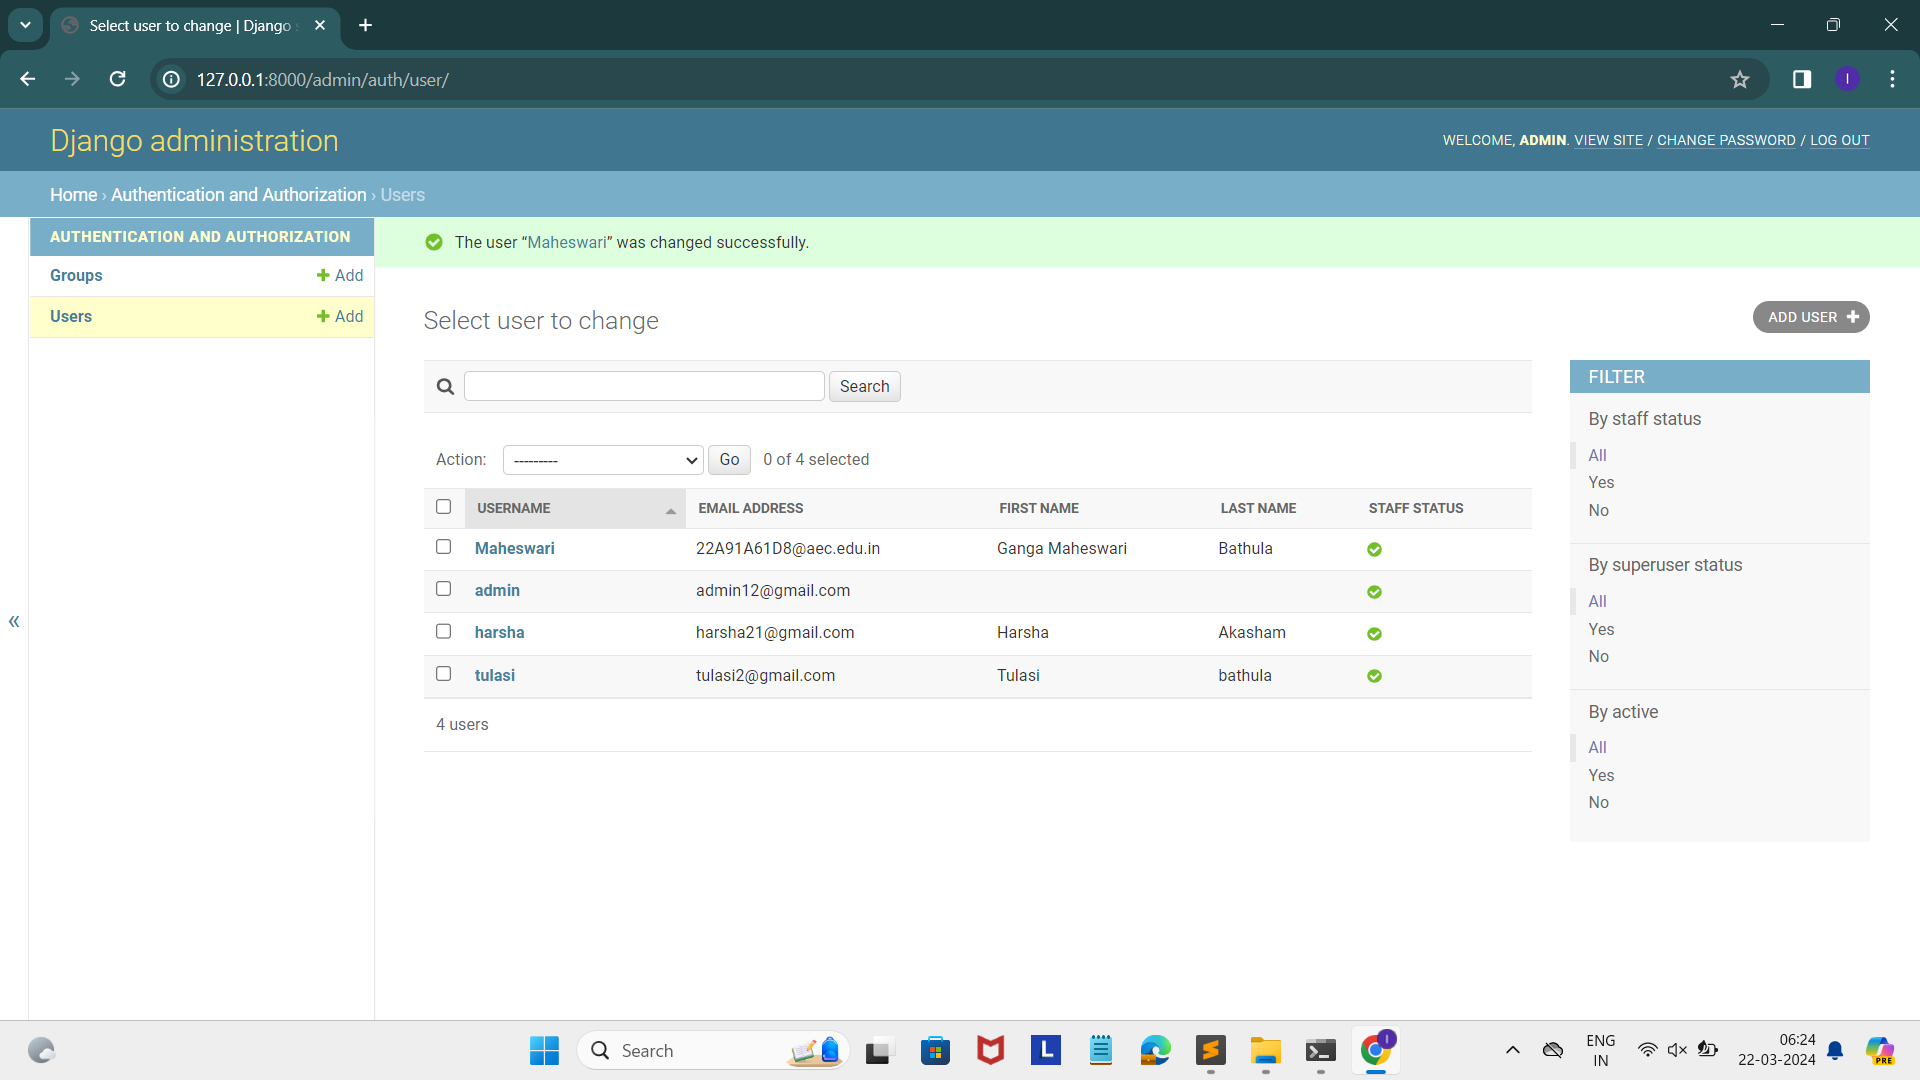 Select user to change | Django s
127.0.0.1:8000/admin/auth/user/
Django administration
WELCOME, ADMIN. VIEW SITE / CHANGE PASSWORD / LOG OUT
Home › Authentication and Authorization › Users
AUTHENTICATION AND AUTHORIZATION
Groups + Add
Users + Add
«
The user “Maheswari” was changed successfully.
Select user to change
ADD USER +
Search
Action: --------- Go 0 of 4 selected
USERNAME EMAIL ADDRESS FIRST NAME LAST NAME STAFF STATUS
Maheswari 22A91A61D8@aec.edu.in Ganga Maheswari Bathula
admin admin12@gmail.com
harsha harsha21@gmail.com Harsha Akasham
tulasi tulasi2@gmail.com Tulasi bathula
4 users
FILTER
By staff status
All
Yes
No
By superuser status
All
Yes
No
By active
All
Yes
No
Search
L
I
I
ENG
IN
06:24
22-03-2024
PRE